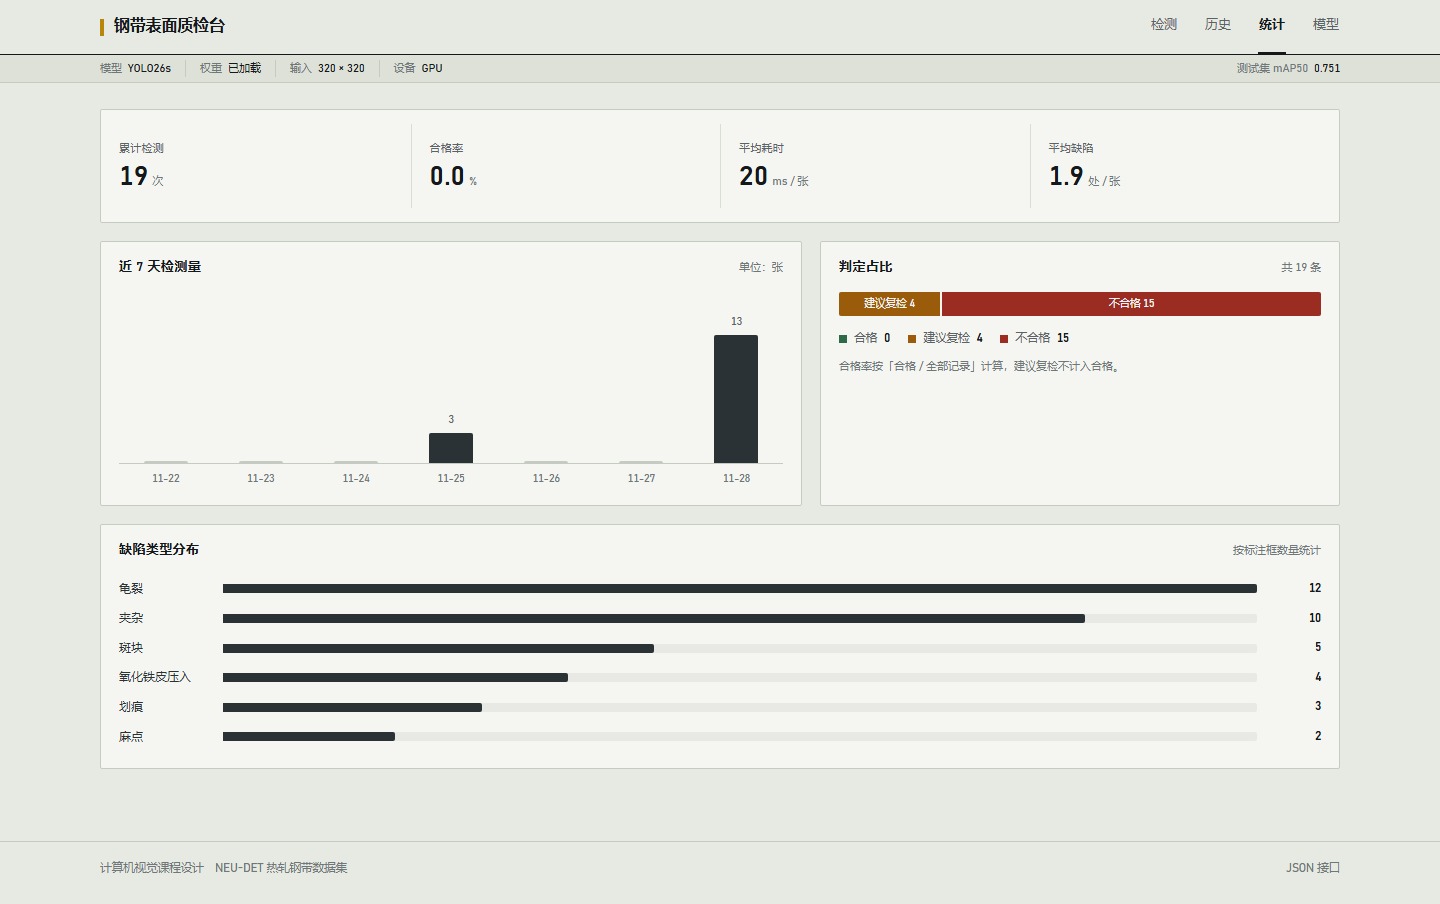 钢带表面质检台
检测 历史 统计 模型
模型 YOLO26s 权重 已加载 输入 320 × 320 设备 GPU
测试集 mAP50 0.751
累计检测
19 次
合格率
0.0 %
平均耗时
20 ms / 张
平均缺陷
1.9 处 / 张
近 7 天检测量
单位：张
13
3
11-22 11-23 11-24 11-25 11-26 11-27 11-28
判定占比
共 19 条
建议复检 4 不合格 15
合格 0 建议复检 4 不合格 15
合格率按「合格 / 全部记录」计算，建议复检不计入合格。
缺陷类型分布
按标注框数量统计
龟裂 12
夹杂 10
斑块 5
氧化铁皮压入 4
划痕 3
麻点 2
计算机视觉课程设计 NEU-DET 热轧钢带数据集
JSON 接口